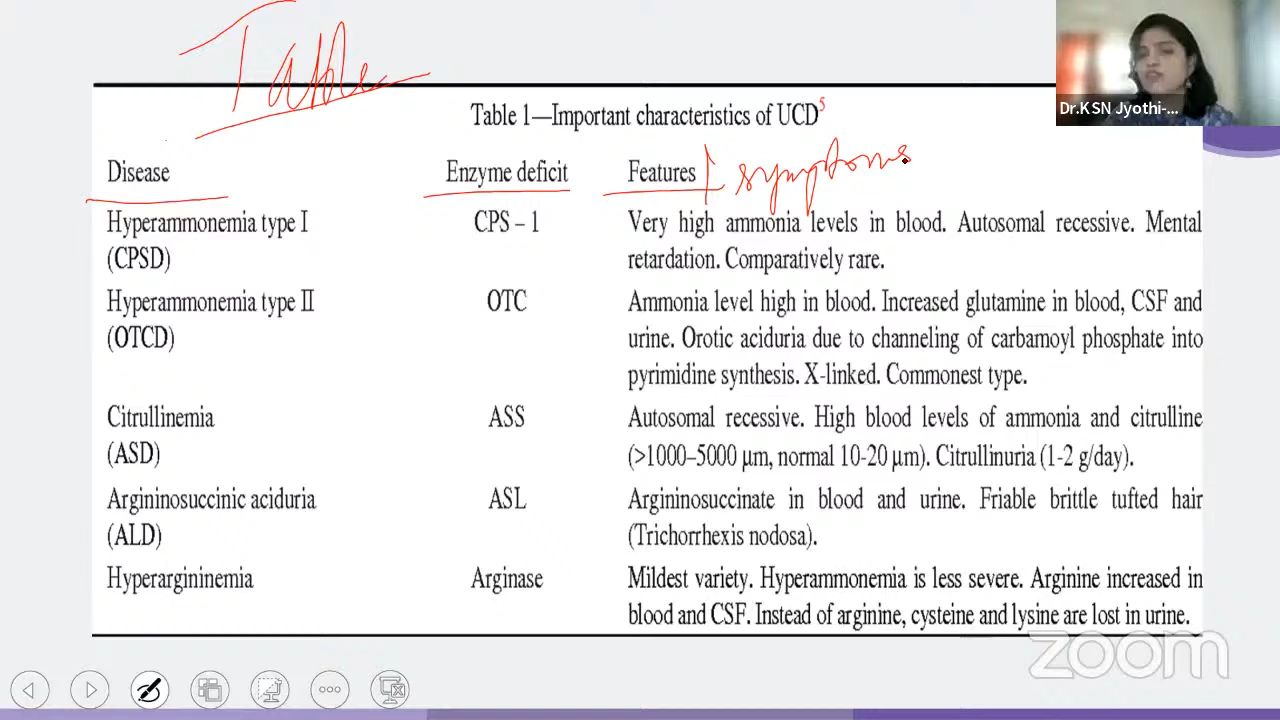 Table
Dr.KSN Jyothi-...
Table 1—Important characteristics of UCD5
Disease Enzyme deficit Features / symptoms
Hyperammonemia type I CPS – 1 Very high ammonia levels in blood. Autosomal recessive. Mental
(CPSD) retardation. Comparatively rare.
Hyperammonemia type II OTC Ammonia level high in blood. Increased glutamine in blood, CSF and
(OTCD) urine. Orotic aciduria due to channeling of carbamoyl phosphate into
pyrimidine synthesis. X-linked. Commonest type.
Citrullinemia ASS Autosomal recessive. High blood levels of ammonia and citrulline
(ASD) (>1000–5000 µm, normal 10-20 µm). Citrullinuria (1-2 g/day).
Argininosuccinic aciduria ASL Argininosuccinate in blood and urine. Friable brittle tufted hair
(ALD) (Trichorrhexis nodosa).
Hyperargininemia Arginase Mildest variety. Hyperammonemia is less severe. Arginine increased in
blood and CSF. Instead of arginine, cysteine and lysine are lost in urine.
zoom